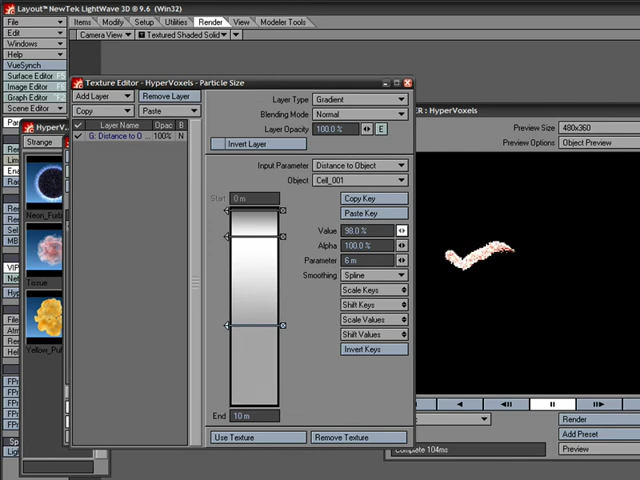 Layout™ NewTek LightWave 3D ® 9.6 (Win32)
File
Items Modify Setup Utilities Render View Modeler Tools
Edit
Camera View Textured Shaded Solid
Windows
Help
VueSynch
Surface Editor F5
Image Editor F6
Graph Editor F2
Scene Editor
Texture Editor - HyperVoxels - Particle Size
Add Layer Remove Layer
Copy Paste
Layer Name Opac B
G: Distance to O ... 100% N
Layer Type Gradient
Blending Mode Normal
Layer Opacity 100.0 % E
Invert Layer
Input Parameter Distance to Object
Object Cell_001
Start 0 m
Copy Key
Paste Key
Value 98.0 %
Alpha 100.0 %
Parameter 6 m
Smoothing Spline
Scale Keys
Shift Keys
Scale Values
Shift Values
Invert Keys
End 10 m
Use Texture Remove Texture
HyperV...
Strange
Tissue
ER : HyperVoxels
Preview Size 480x360
Preview Options Object Preview
Render
Add Preset
Preview
Complete 104ms